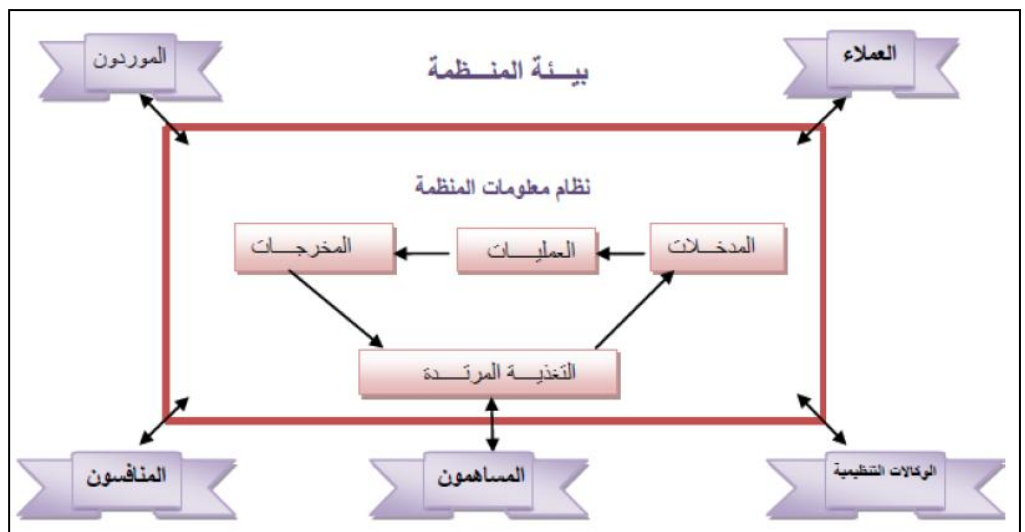 العملاء
بيئة المنظمة
الموردون
نظام معلومات المنظمة
المدخلات
العمليات
المخرجات
التغذية المرتدة
الوكالات التنظيمية
المساهمون
المنافسون